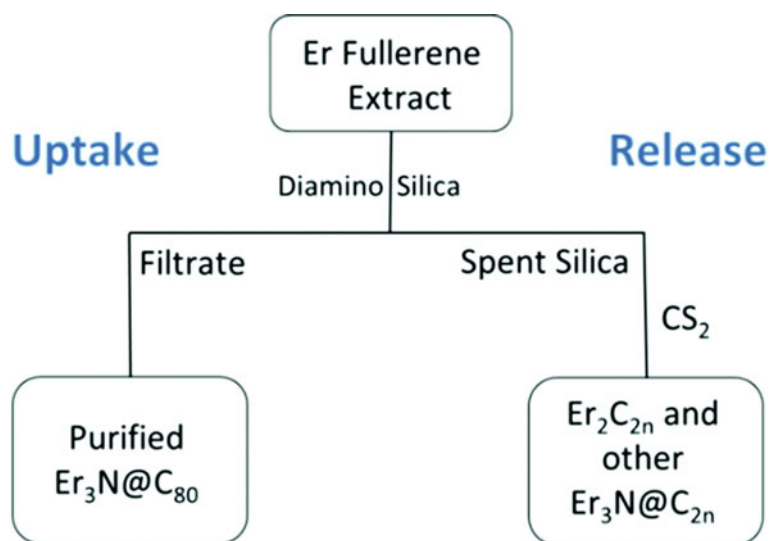 Er Fullerene
Extract
Uptake
Release
Diamino Silica
Filtrate
Spent Silica
CS₂
Purified
Er₃N@C₈₀
Er₂C₂ₙ and
other
Er₃N@C₂ₙ